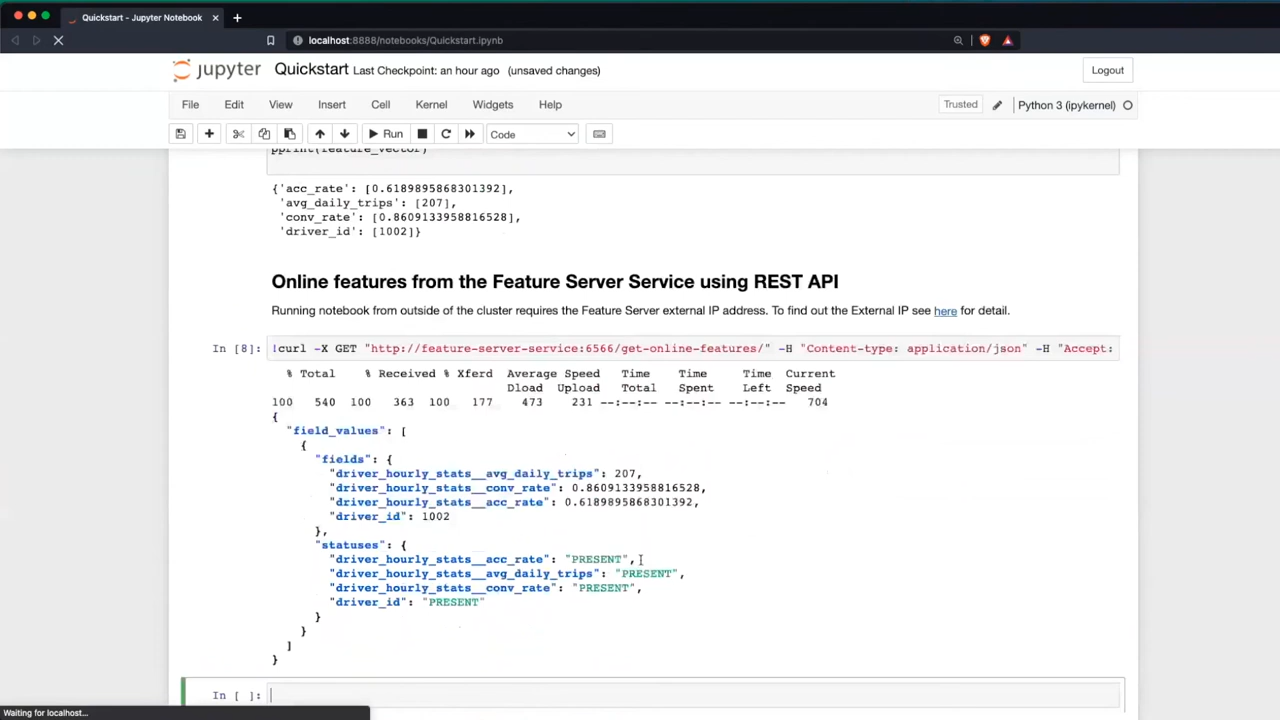 Quickstart - Jupyter Notebook
localhost:8888/notebooks/Quickstart.ipynb
jupyter Quickstart Last Checkpoint: an hour ago (unsaved changes)
Logout
File Edit View Insert Cell Kernel Widgets Help
Trusted Python 3 (ipykernel)
Run Code
pprint(feature_vector)
{'acc_rate': [0.6189895868301392],
'avg_daily_trips': [207],
'conv_rate': [0.8609133958816528],
'driver_id': [1002]}
Online features from the Feature Server Service using REST API
Running notebook from outside of the cluster requires the Feature Server external IP address. To find out the External IP see here for detail.
In [8]: !curl -X GET "http://feature-server-service:6566/get-online-features/" -H "Content-type: application/json" -H "Accept:
% Total % Received % Xferd Average Speed Time Time Time Current
Dload Upload Total Spent Left Speed
100 540 100 363 100 177 473 231 --:--:-- --:--:-- --:--:-- 704
{
"field_values": [
{
"fields": {
"driver_hourly_stats__avg_daily_trips": 207,
"driver_hourly_stats__conv_rate": 0.8609133958816528,
"driver_hourly_stats__acc_rate": 0.6189895868301392,
"driver_id": 1002
},
"statuses": {
"driver_hourly_stats__acc_rate": "PRESENT",
"driver_hourly_stats__avg_daily_trips": "PRESENT",
"driver_hourly_stats__conv_rate": "PRESENT",
"driver_id": "PRESENT"
}
}
]
}
In [ ]:
Waiting for localhost...